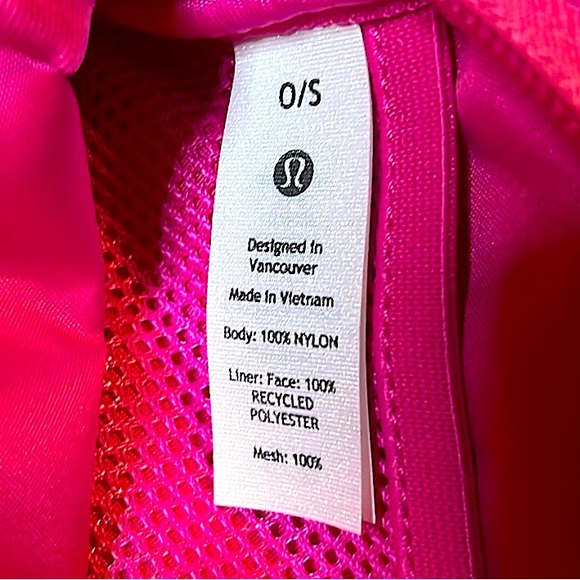 O/S
Designed in
Vancouver
Made in Vietnam
Body: 100% NYLON
Liner: Face: 100%
RECYCLED
POLYESTER
Mesh: 100%